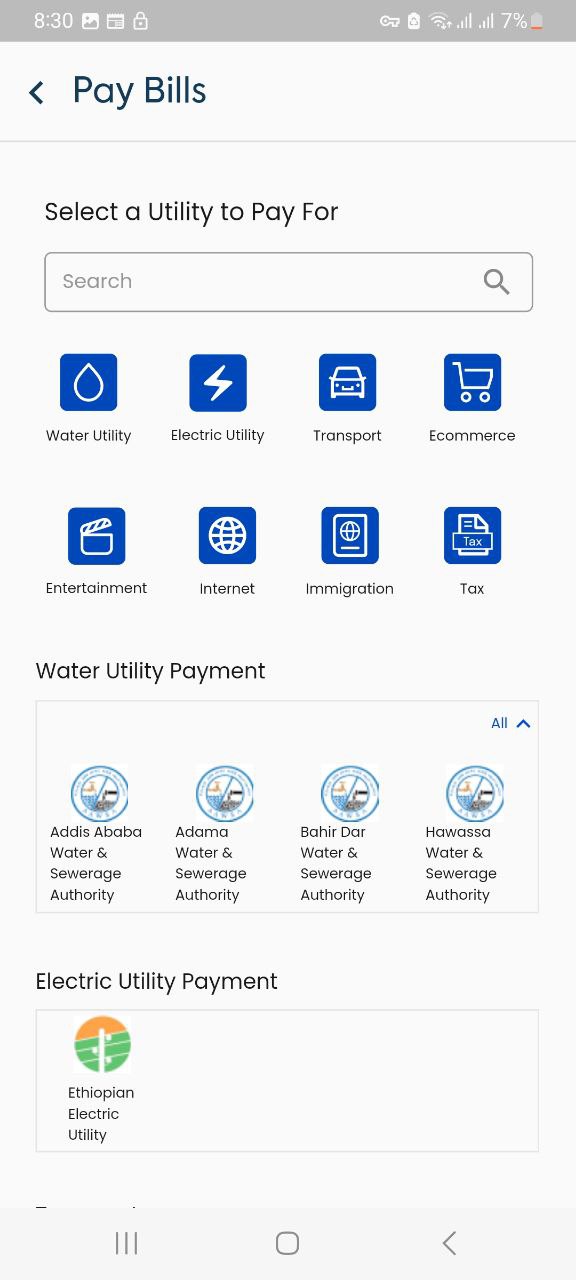 8:30 7%
Pay Bills
Select a Utility to Pay For
Search
Water Utility Electric Utility Transport Ecommerce
Tax
Entertainment Internet Immigration Tax
Water Utility Payment
All
Addis Ababa Water & Sewerage Authority
Adama Water & Sewerage Authority
Bahir Dar Water & Sewerage Authority
Hawassa Water & Sewerage Authority
Electric Utility Payment
Ethiopian
Electric
Utility